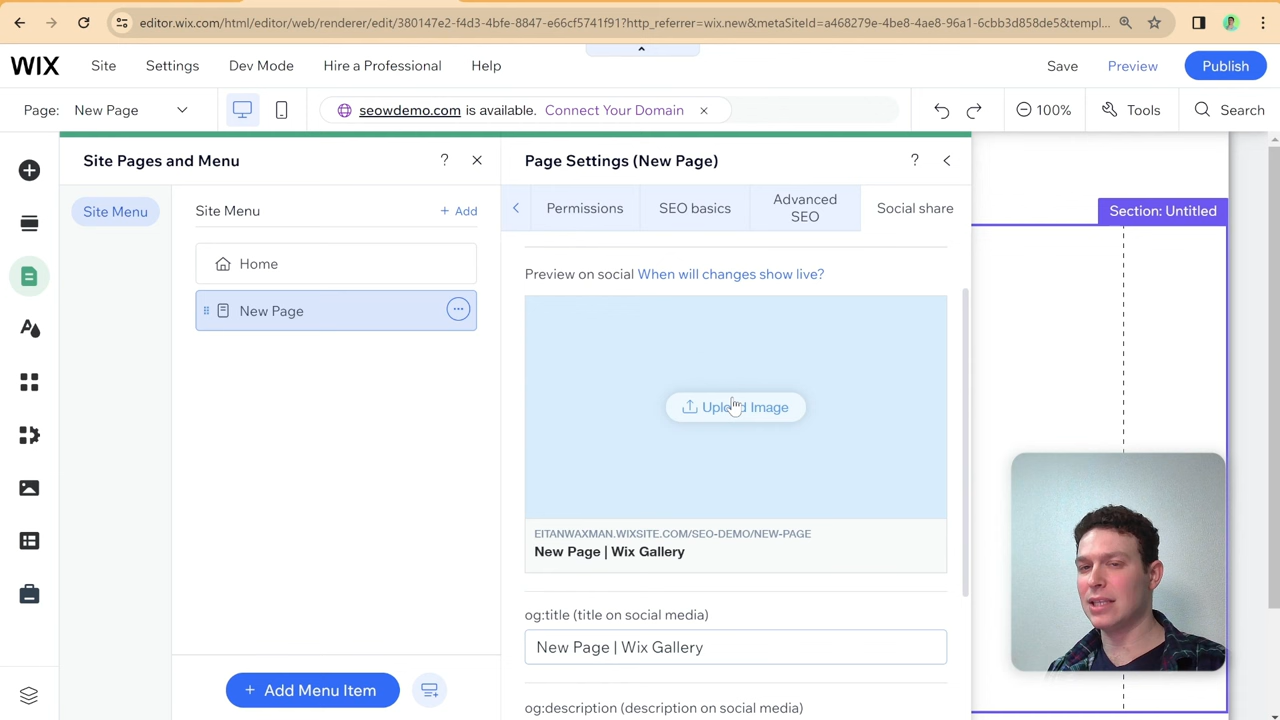 editor.wix.com/html/editor/web/renderer/edit/380147e2-f4d3-4bfe-8847-e66cf5741f91?http_referrer=wix.new&metaSiteId=a468279e-4be8-4ae8-96a1-6cbb3d858de5&templ...
WIX Site Settings Dev Mode Hire a Professional Help Save Preview Publish
Page: New Page seowdemo.com is available. Connect Your Domain 100% Tools Search
Site Pages and Menu ? Page Settings (New Page) ?
Permissions SEO basics Advanced SEO Social share
Site Menu Site Menu + Add Section: Untitled
Home
Preview on social When will changes show live?
New Page
Upload Image
EITANWAXMAN.WIXSITE.COM/SEO-DEMO/NEW-PAGE
New Page | Wix Gallery
og:title (title on social media)
New Page | Wix Gallery
+ Add Menu Item
og:description (description on social media)